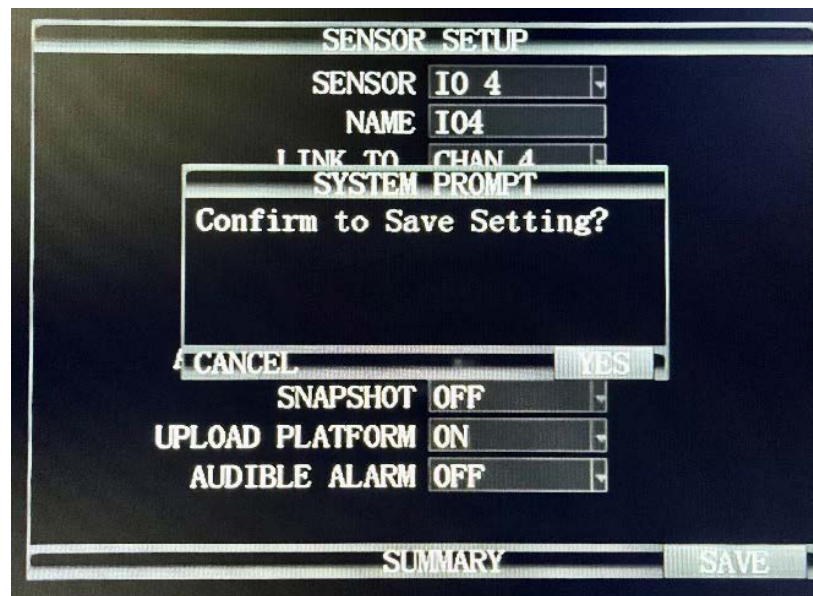 SENSOR SETUP
SENSOR IO 4
NAME IO4
LINK TO CHAN 4
SYSTEM PROMPT
Confirm to Save Setting?
CANCEL YES
SNAPSHOT OFF
UPLOAD PLATFORM ON
AUDIBLE ALARM OFF
SUMMARY SAVE